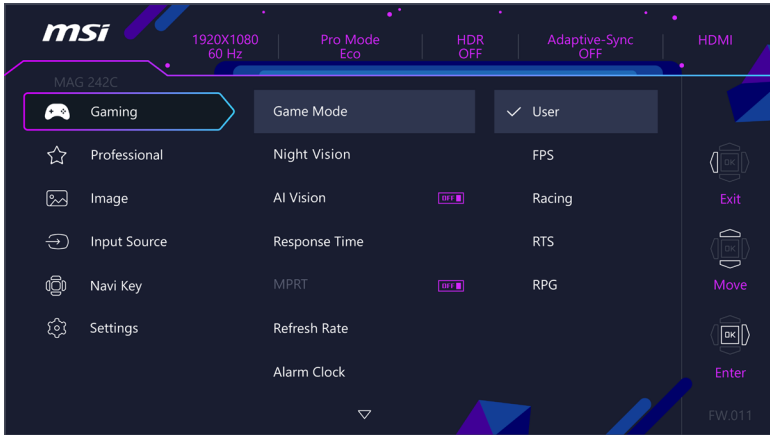 msi
1920X1080
60 Hz
Pro Mode
Eco
HDR
OFF
Adaptive-Sync
OFF
HDMI
MAG 242C
Gaming
Professional
Image
Input Source
Navi Key
Settings
Game Mode
Night Vision
AI Vision
OFF
Response Time
MPRT
OFF
Refresh Rate
Alarm Clock
User
FPS
Racing
RTS
RPG
OK
Exit
OK
Move
OK
Enter
FW.011